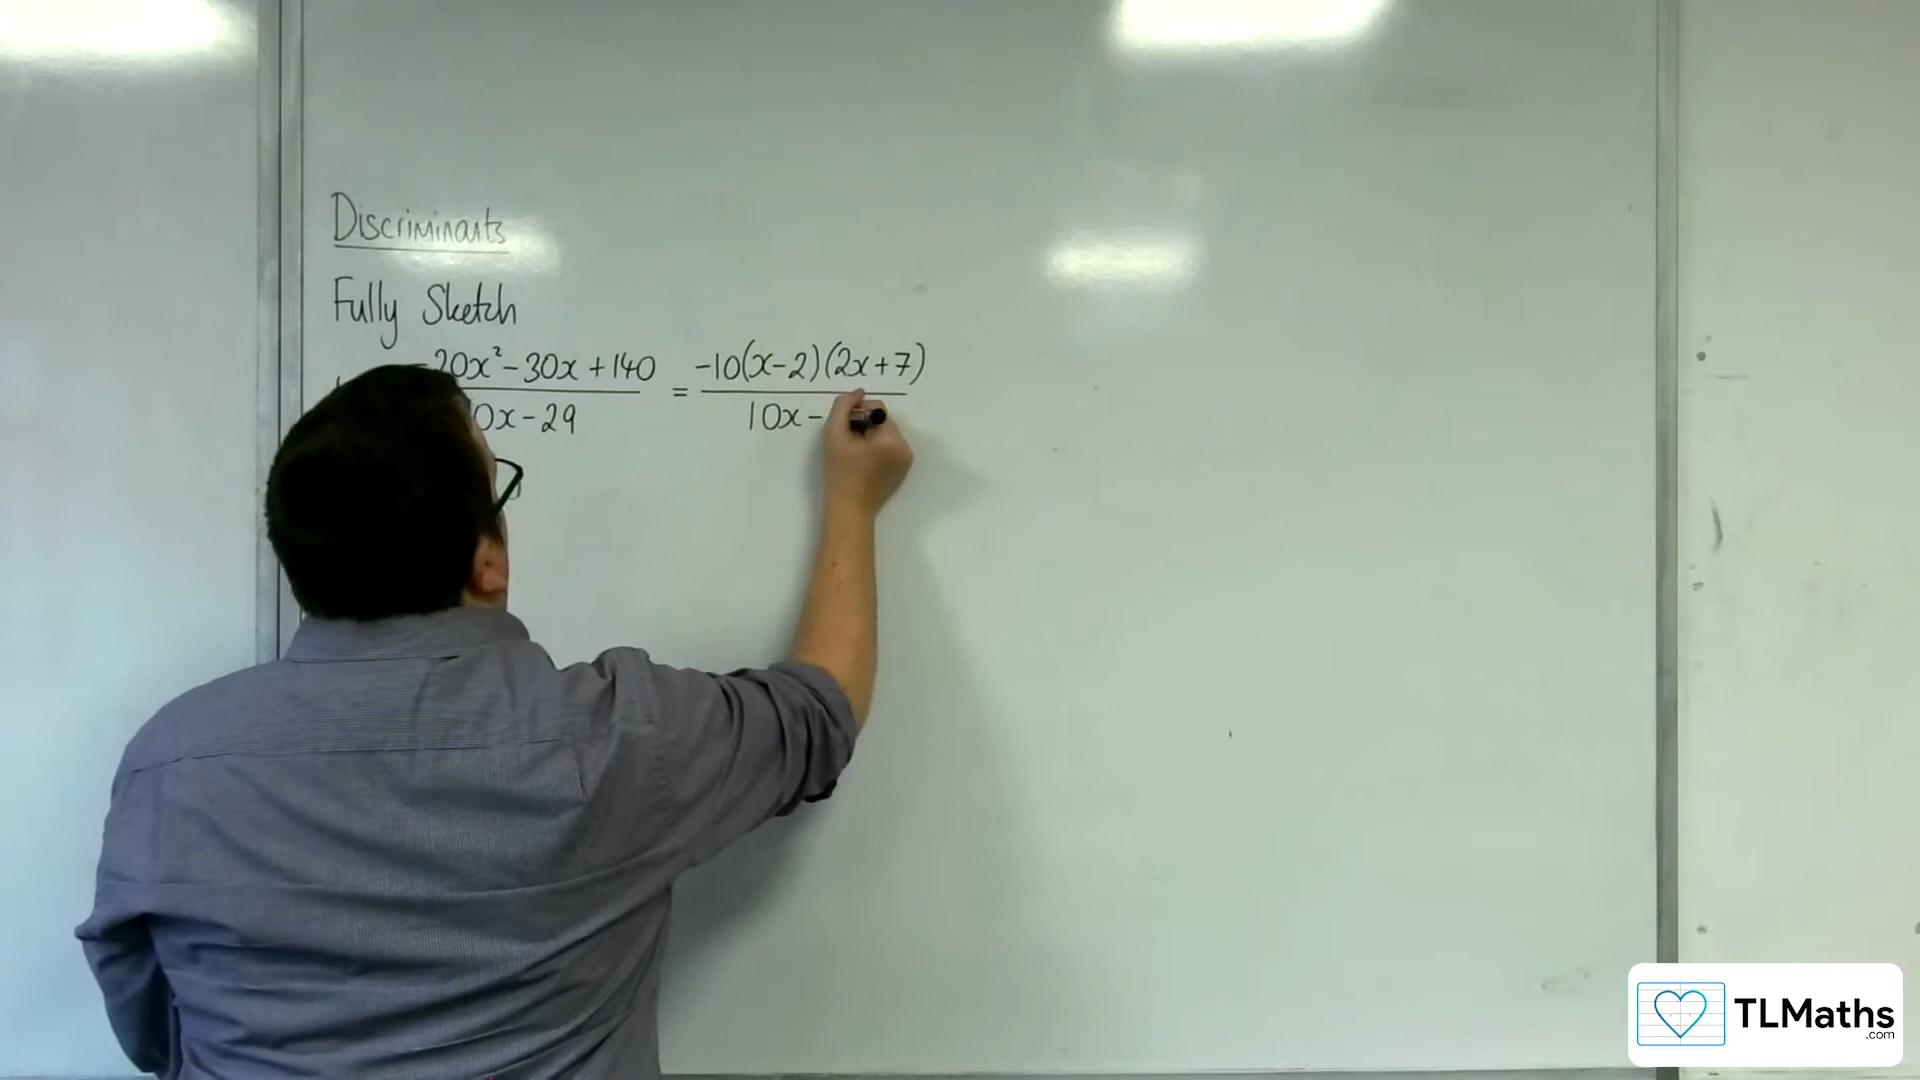 Discriminants
Fully Sketch
-20x² - 30x + 140 = -10(x-2)(2x+7)
0x - 29 10x -
TLMaths
.com